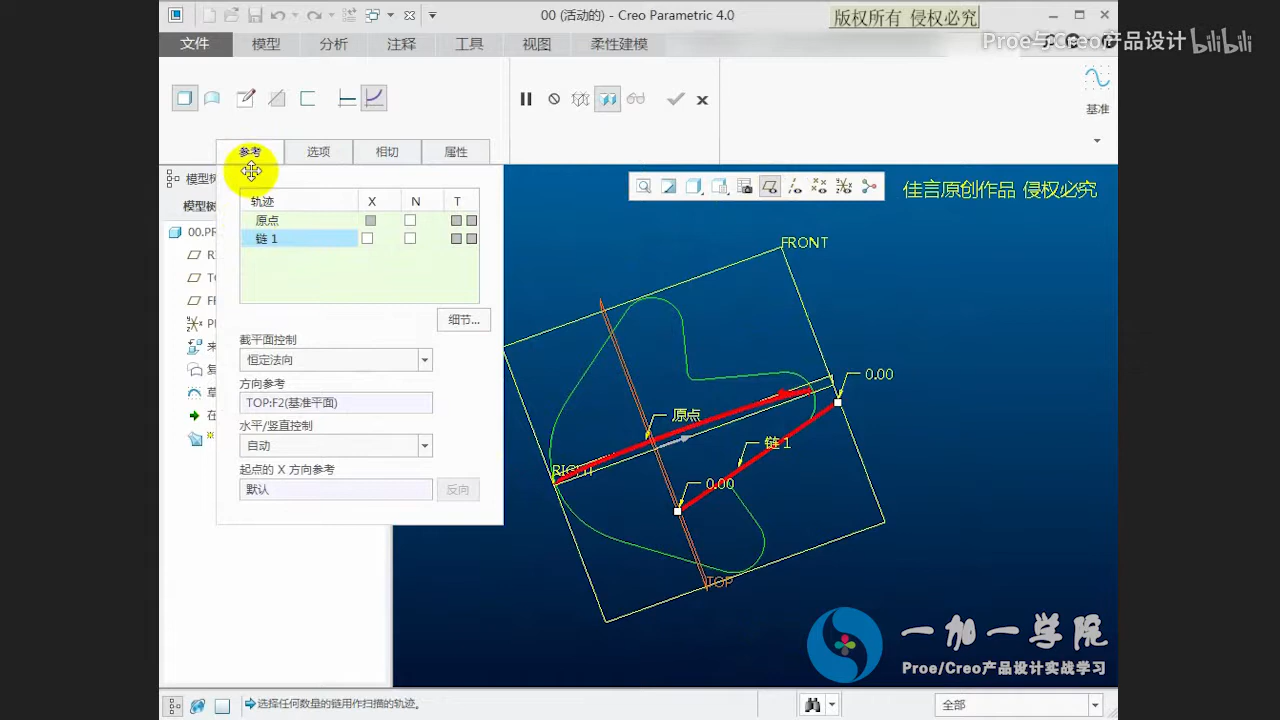 00 (活动的) - Creo Parametric 4.0
版权所有 侵权必究
Proe与Creo产品设计 bilibili
文件 模型 分析 注释 工具 视图 柔性建模
基准
参考 选项 相切 属性
模型树
模型树
轨迹 X N T
原点
链 1
00.PR
细节...
截平面控制
恒定法向
方向参考
TOP:F2(基准平面)
水平/竖直控制
自动
起点的 X 方向参考
默认 反向
佳言原创作品 侵权必究
FRONT
0.00
原点
链 1
RIGHT
0.00
TOP
一加一学院
Proe/Creo产品设计实战学习
选择任何数量的链用作扫描的轨迹。
全部